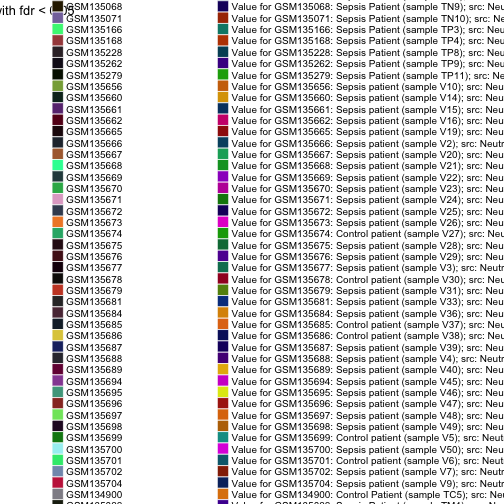 with fdr <
GSM135068 Value for GSM135068: Sepsis Patient (sample TN9); src: Neu
GSM135071 Value for GSM135071: Sepsis Patient (sample TN10); src: Ne
GSM135166 Value for GSM135166: Sepsis Patient (sample TP3); src: Neu
GSM135168 Value for GSM135168: Sepsis Patient (sample TP4); src: Neu
GSM135228 Value for GSM135228: Sepsis Patient (sample TP8); src: Neu
GSM135262 Value for GSM135262: Sepsis Patient (sample TP9); src: Neu
GSM135279 Value for GSM135279: Sepsis Patient (sample TP11); src: Ne
GSM135656 Value for GSM135656: Sepsis patient (sample V10); src: Neu
GSM135660 Value for GSM135660: Sepsis patient (sample V14); src: Neu
GSM135661 Value for GSM135661: Sepsis patient (sample V15); src: Neu
GSM135662 Value for GSM135662: Sepsis patient (sample V16); src: Neu
GSM135665 Value for GSM135665: Sepsis patient (sample V19); src: Neu
GSM135666 Value for GSM135666: Sepsis patient (sample V2); src: Neutr
GSM135667 Value for GSM135667: Sepsis patient (sample V20); src: Neu
GSM135668 Value for GSM135668: Sepsis patient (sample V21); src: Neu
GSM135669 Value for GSM135669: Sepsis patient (sample V22); src: Neu
GSM135670 Value for GSM135670: Sepsis patient (sample V23); src: Neu
GSM135671 Value for GSM135671: Sepsis patient (sample V24); src: Neu
GSM135672 Value for GSM135672: Sepsis patient (sample V25); src: Neu
GSM135673 Value for GSM135673: Sepsis patient (sample V26); src: Neu
GSM135674 Value for GSM135674: Control patient (sample V27); src: Neu
GSM135675 Value for GSM135675: Sepsis patient (sample V28); src: Neu
GSM135676 Value for GSM135676: Sepsis patient (sample V29); src: Neu
GSM135677 Value for GSM135677: Sepsis patient (sample V3); src: Neutr
GSM135678 Value for GSM135678: Control patient (sample V30); src: Neu
GSM135679 Value for GSM135679: Sepsis patient (sample V31); src: Neu
GSM135681 Value for GSM135681: Sepsis patient (sample V33); src: Neu
GSM135684 Value for GSM135684: Sepsis patient (sample V36); src: Neu
GSM135685 Value for GSM135685: Control patient (sample V37); src: Neu
GSM135686 Value for GSM135686: Control patient (sample V38); src: Neu
GSM135687 Value for GSM135687: Sepsis patient (sample V39); src: Neu
GSM135688 Value for GSM135688: Sepsis patient (sample V4); src: Neutr
GSM135689 Value for GSM135689: Sepsis patient (sample V40); src: Neu
GSM135694 Value for GSM135694: Sepsis patient (sample V45); src: Neu
GSM135695 Value for GSM135695: Sepsis patient (sample V46); src: Neu
GSM135696 Value for GSM135696: Sepsis patient (sample V47); src: Neu
GSM135697 Value for GSM135697: Sepsis patient (sample V48); src: Neu
GSM135698 Value for GSM135698: Sepsis patient (sample V49); src: Neu
GSM135699 Value for GSM135699: Control patient (sample V5); src: Neut
GSM135700 Value for GSM135700: Sepsis patient (sample V50); src: Neu
GSM135701 Value for GSM135701: Control patient (sample V6); src: Neut
GSM135702 Value for GSM135702: Sepsis patient (sample V7); src: Neutr
GSM135704 Value for GSM135704: Sepsis patient (sample V9); src: Neutr
GSM134900 Value for GSM134900: Control Patient (sample TC5); src: Neu